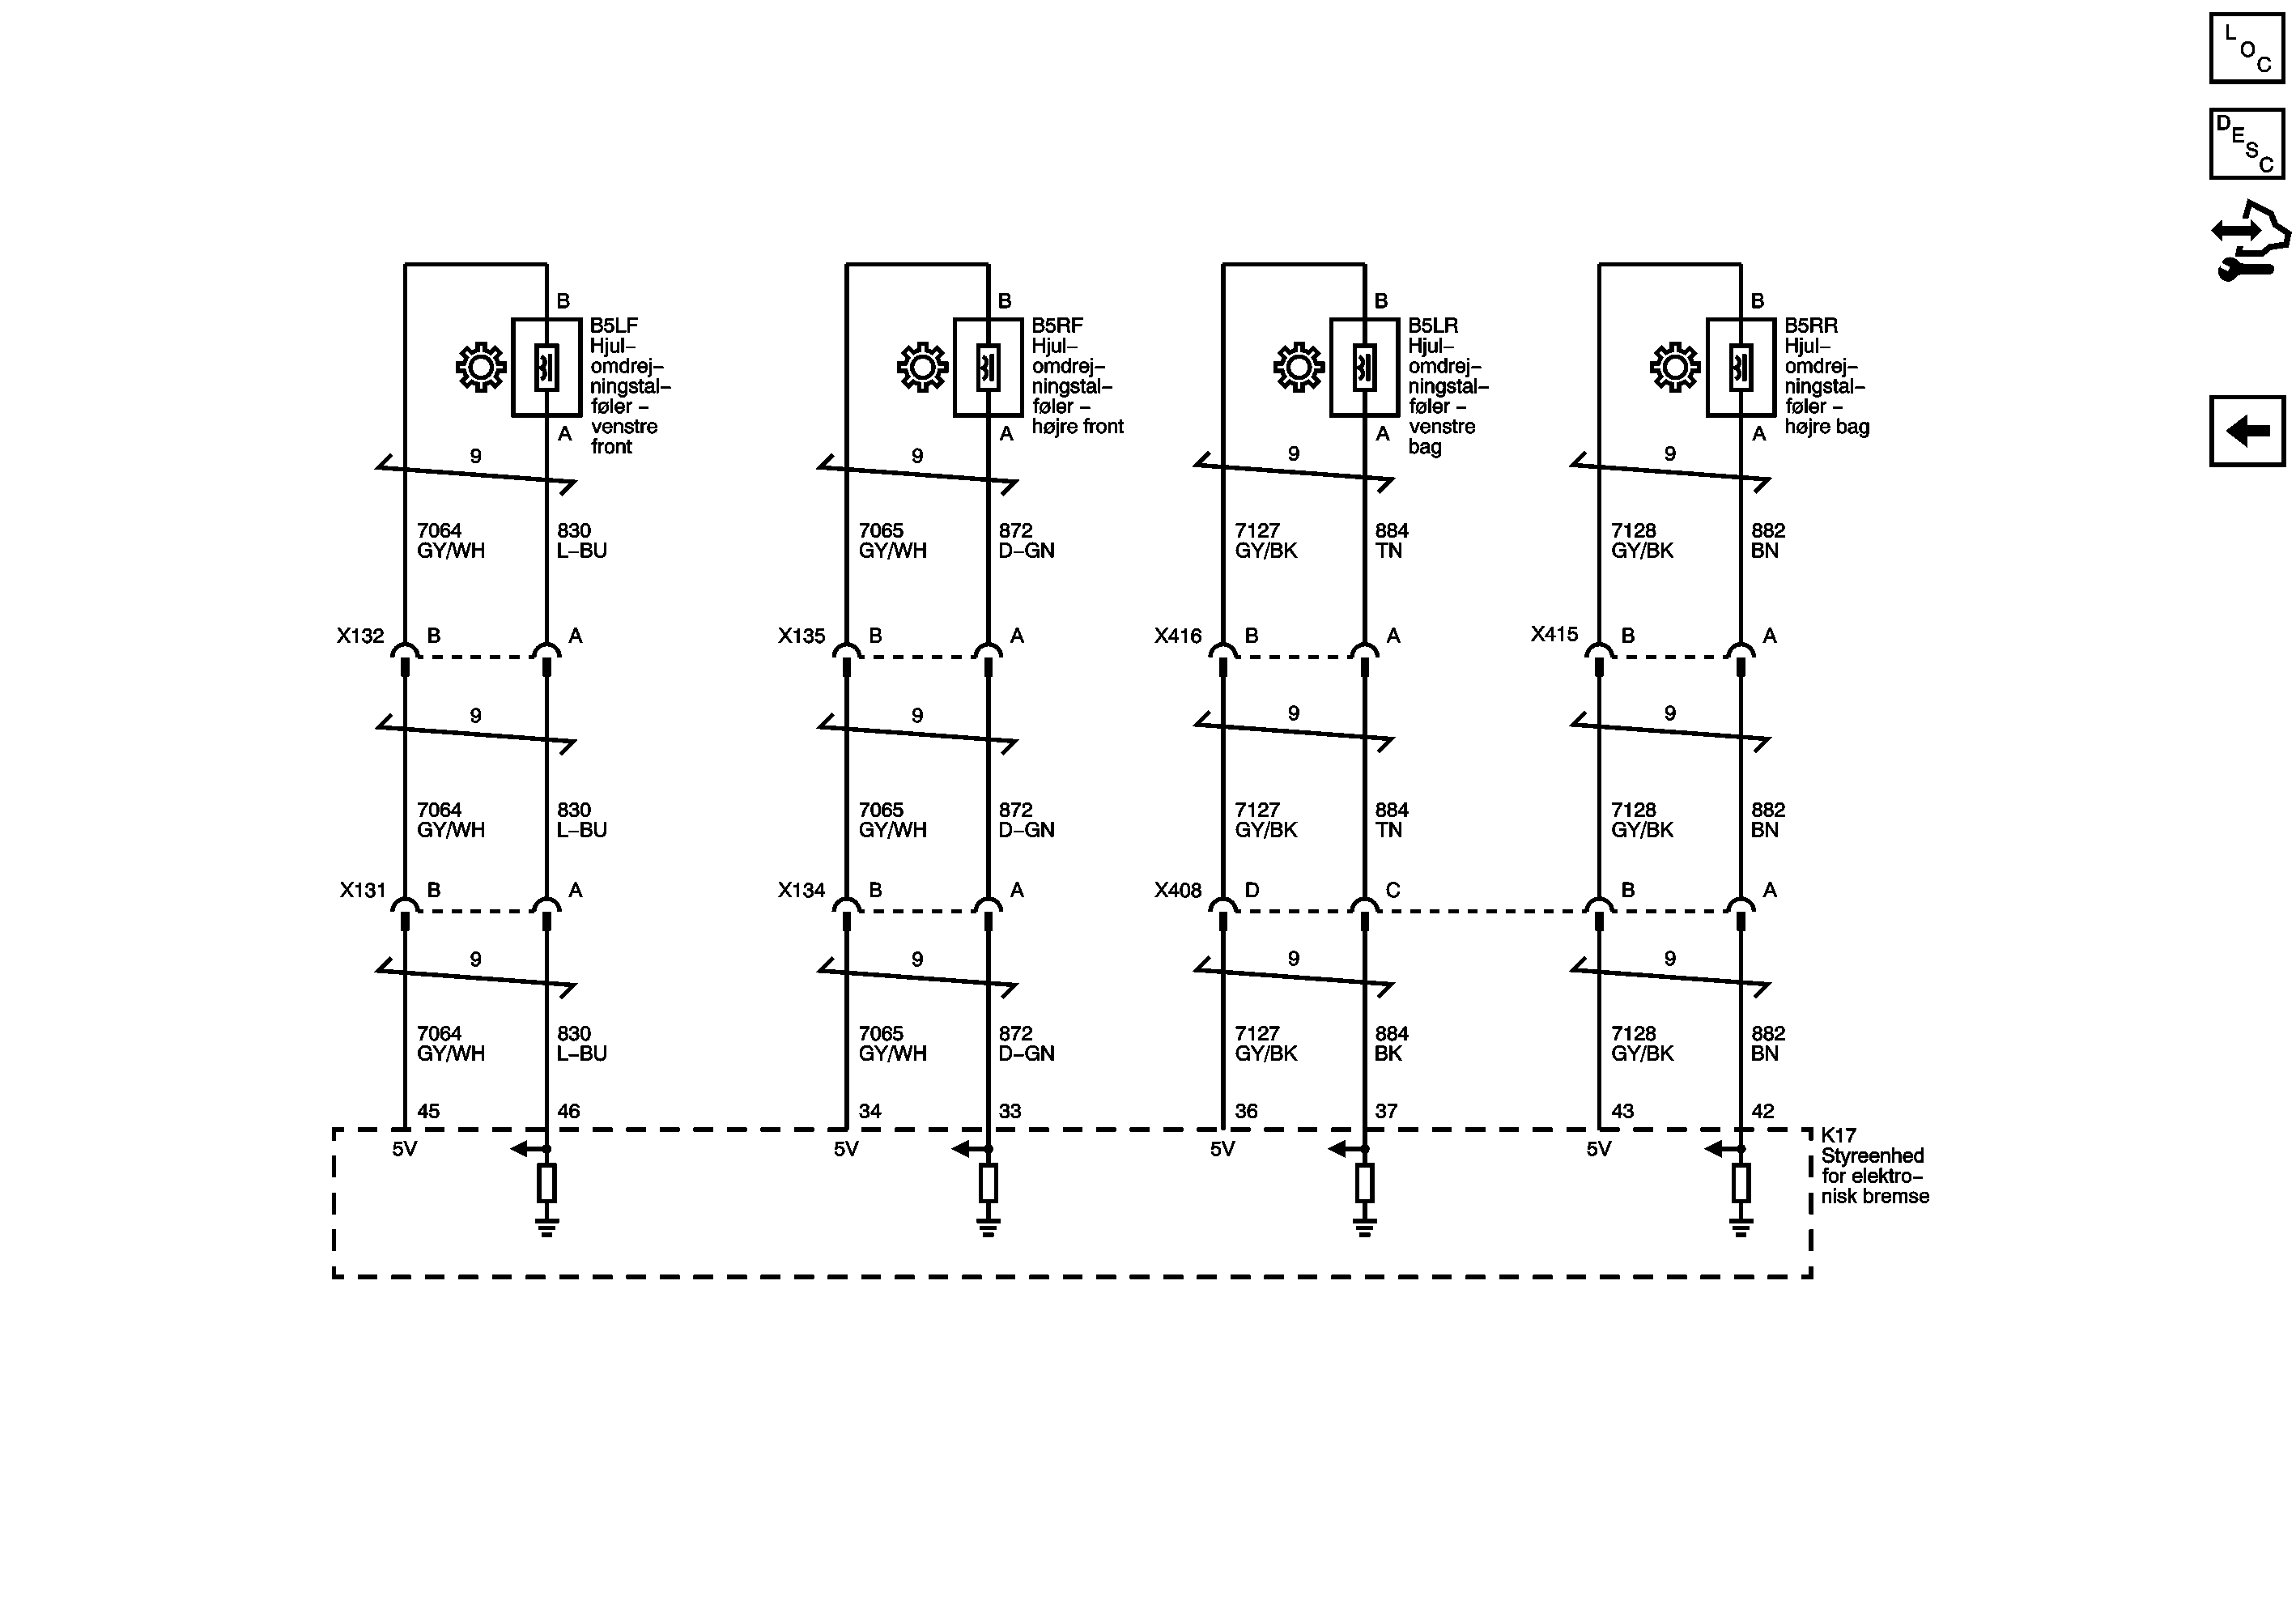 L
O
C
D
E
S
C
B
B5LF
Hjul–
omdrej–
ningstal–
føler –
venstre
front
A
B
B5RF
Hjul–
omdrej–
ningstal–
føler –
højre front
A
B
B5LR
Hjul–
omdrej–
ningstal–
føler –
venstre
bag
A
B
B5RR
Hjul–
omdrej–
ningstal–
føler –
højre bag
A
9 9 9 9
7064 830 7065 872 7127 884 7128 882
GY/WH L–BU GY/WH D–GN GY/BK TN GY/BK BN
X132 B A X135 B A X416 B A X415 B A
9 9 9 9
7064 830 7065 872 7127 884 7128 882
GY/WH L–BU GY/WH D–GN GY/BK TN GY/BK BN
X131 B A X134 B A X408 D C B A
9 9 9 9
7064 830 7065 872 7127 884 7128 882
GY/WH L–BU GY/WH D–GN GY/BK BK GY/BK BN
45 46 34 33 36 37 43 42
5V 5V 5V 5V
K17
Styreenhed
for elektro–
nisk bremse